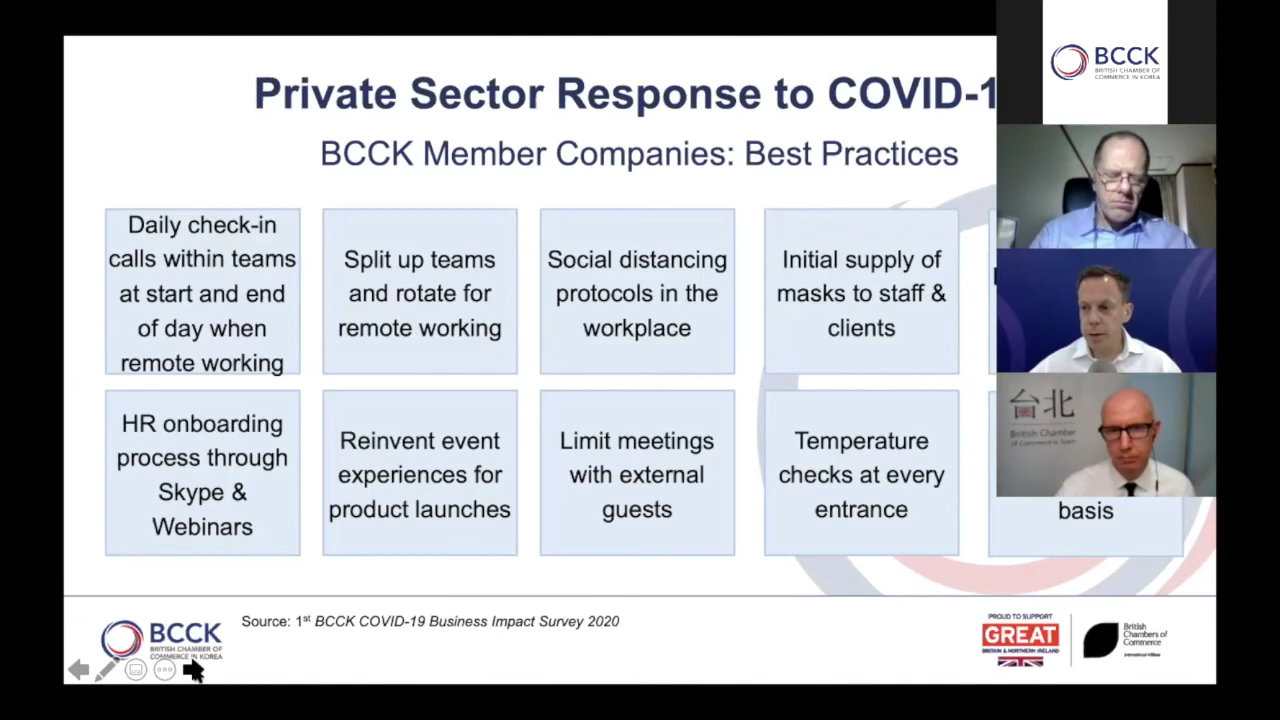 Private Sector Response to COVID-1
BCCK Member Companies: Best Practices
Daily check-in
calls within teams
at start and end
of day when
remote working
Split up teams
and rotate for
remote working
Social distancing
protocols in the
workplace
Initial supply of
masks to staff &
clients
HR onboarding
process through
Skype &
Webinars
Reinvent event
experiences for
product launches
Limit meetings
with external
guests
Temperature
checks at every
entrance
basis
Source: 1st BCCK COVID-19 Business Impact Survey 2020
BCCK
BRITISH CHAMBER OF
COMMERCE IN KOREA
PROUD TO SUPPORT
GREAT
BRITAIN & NORTHERN IRELAND
British
Chambers of
Commerce
BCCK
BRITISH CHAMBER OF
COMMERCE IN KOREA
台北
British Chamber